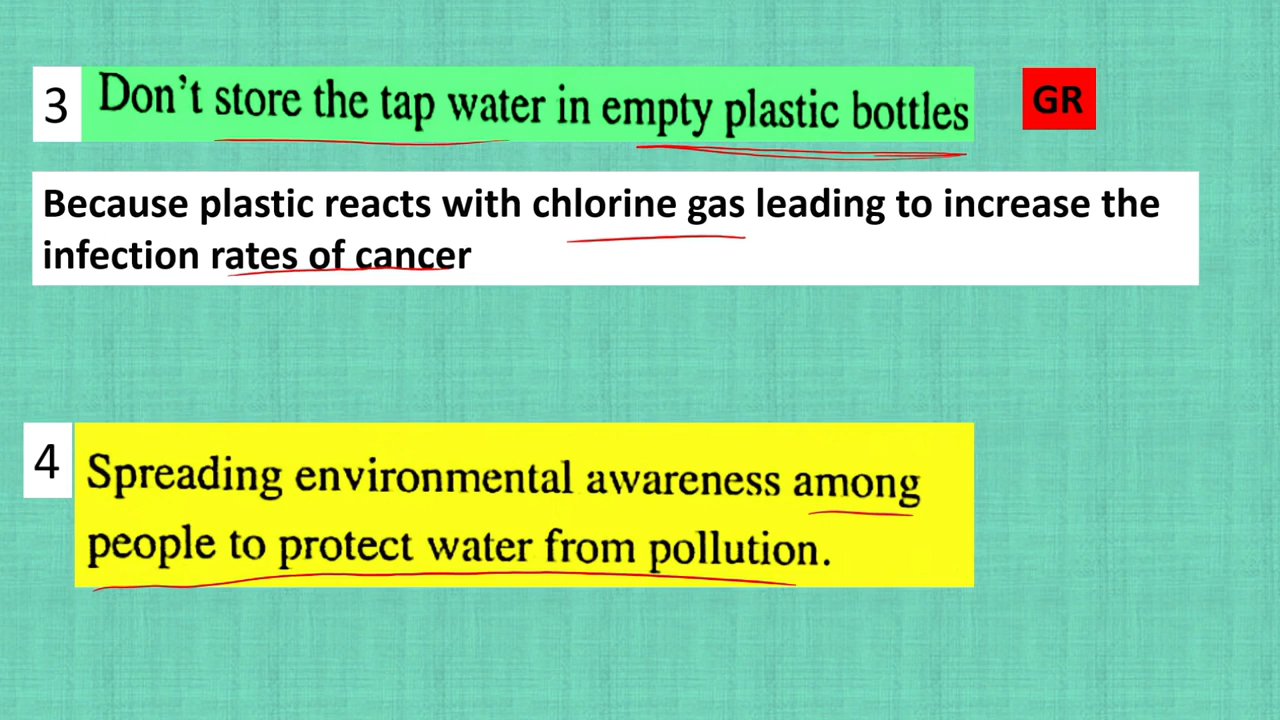 3 Don't store the tap water in empty plastic bottles GR
Because plastic reacts with chlorine gas leading to increase the
infection rates of cancer
4 Spreading environmental awareness among
people to protect water from pollution.